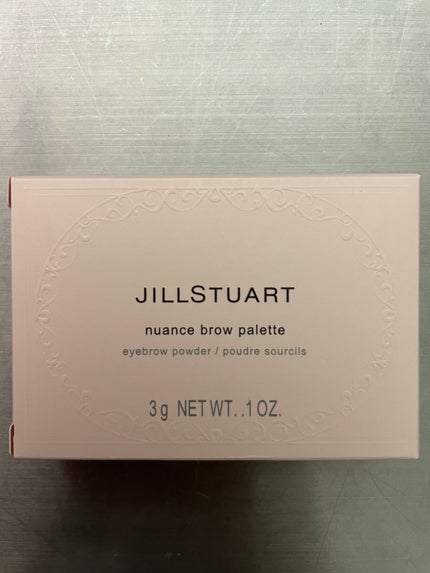 JILLSTUART
nuance brow palette
eyebrow powder / poudre sourcils
3g NET WT. .1 OZ.